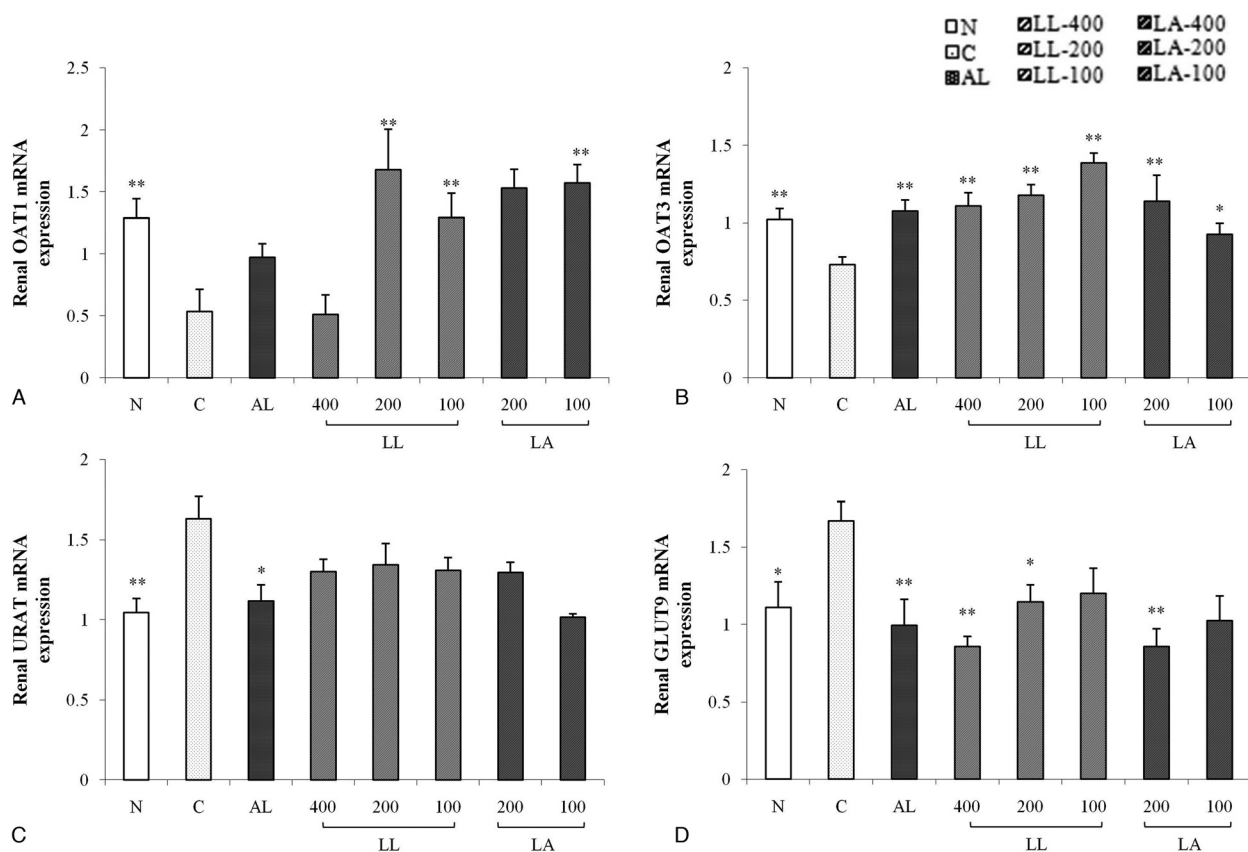 N LL-400 LA-400
C LL-200 LA-200
AL LL-100 LA-100
Renal OAT1 mRNA
expression
2.5
2
1.5
1
0.5
0
** ** ** **
N C AL 400 200 100 200 100
LL LA
A
Renal OAT3 mRNA
expression
2
1.5
1
0.5
0
** ** ** ** ** ** *
N C AL 400 200 100 200 100
LL LA
B
Renal URAT mRNA
expression
2
1.5
1
0.5
0
** *
N C AL 400 200 100 200 100
LL LA
C
Renal GLUT9 mRNA
expression
2
1.5
1
0.5
0
* ** ** * **
N C AL 400 200 100 200 100
LL LA
D